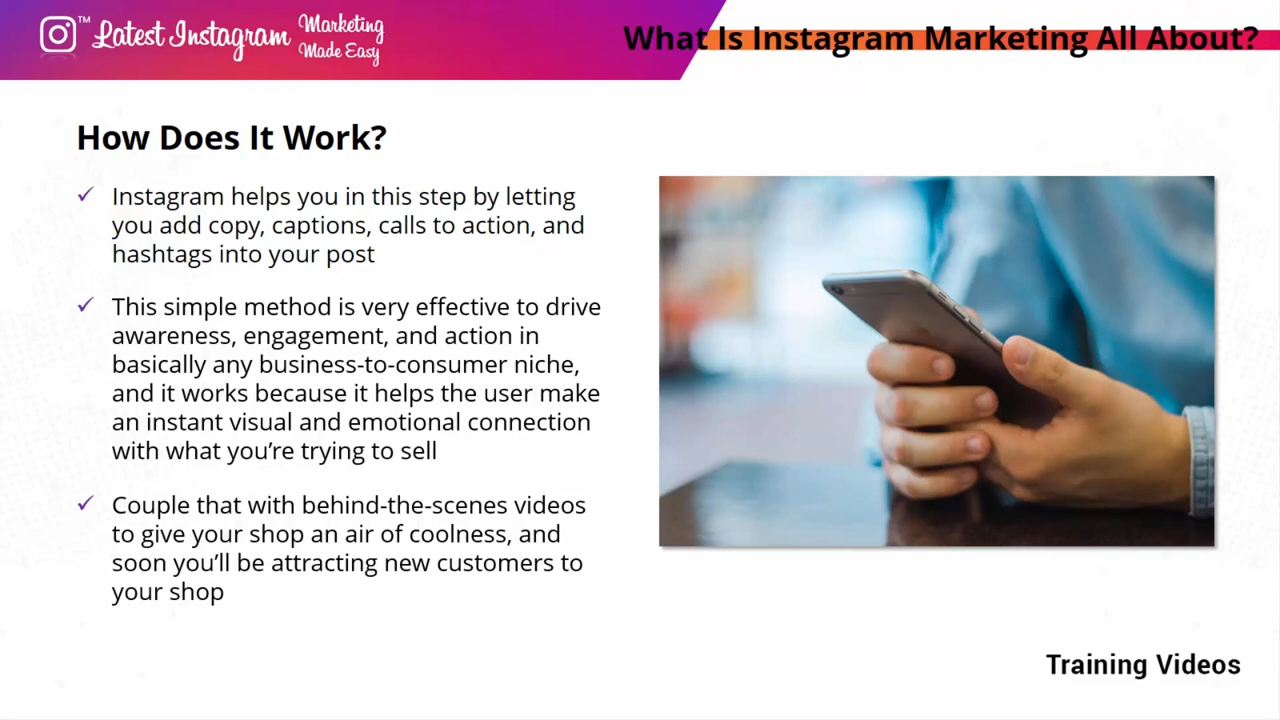 ™ Latest Instagram Marketing
Made Easy
What Is Instagram Marketing All About?
How Does It Work?
✓ Instagram helps you in this step by letting
you add copy, captions, calls to action, and
hashtags into your post
✓ This simple method is very effective to drive
awareness, engagement, and action in
basically any business-to-consumer niche,
and it works because it helps the user make
an instant visual and emotional connection
with what you’re trying to sell
✓ Couple that with behind-the-scenes videos
to give your shop an air of coolness, and
soon you’ll be attracting new customers to
your shop
Training Videos